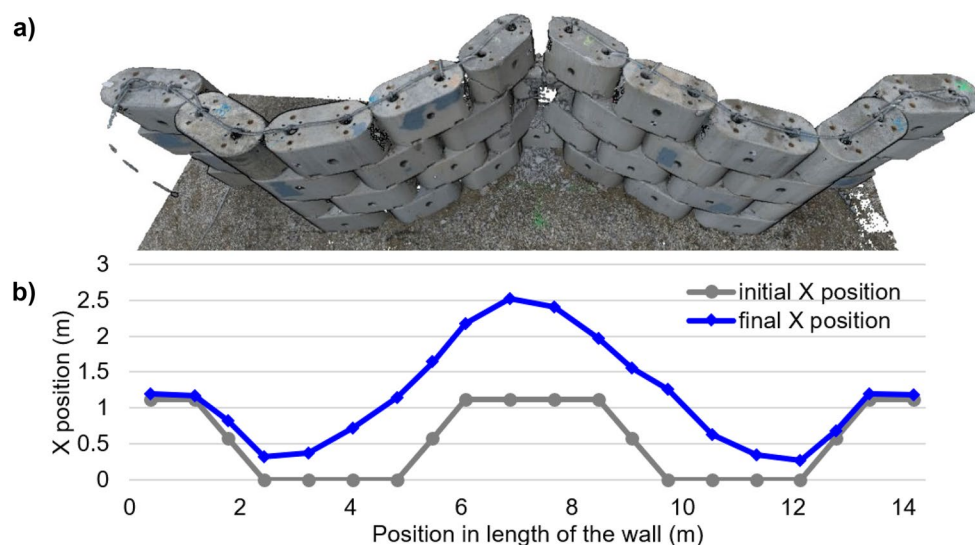 a)
b)
3
2.5
2
1.5
1
0.5
0
X position (m)
initial X position
final X position
0 2 4 6 8 10 12 14
Position in length of the wall (m)